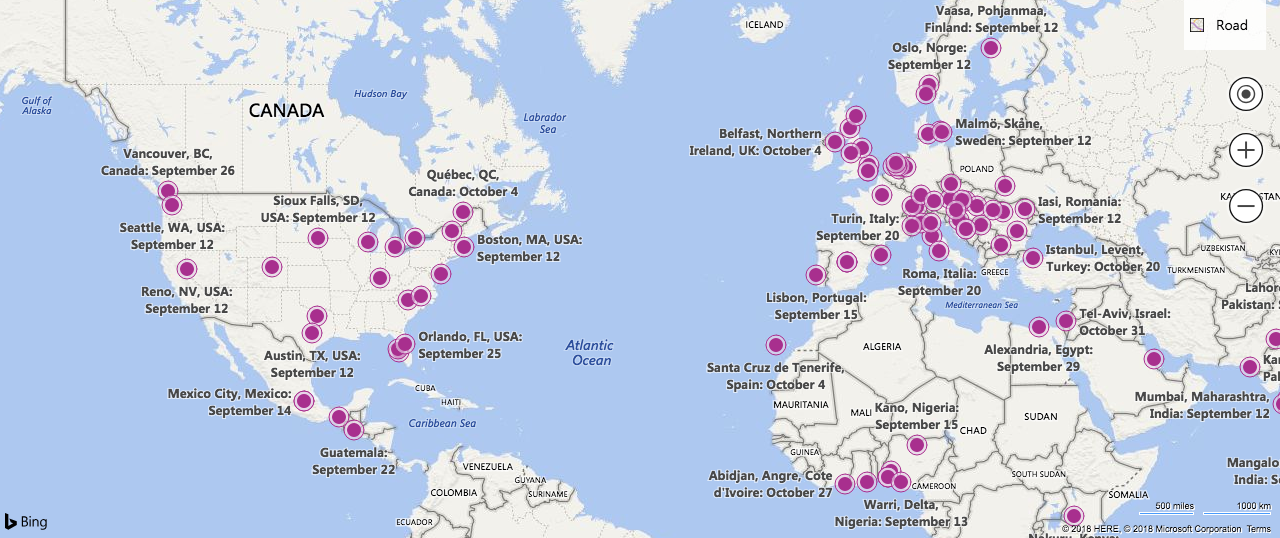 ICELAND
Vaasa, Pohjanmaa,
Finland: September 12
Road
Oslo, Norge:
September 12
Gulf of
Alaska
CANADA
Hudson Bay
Labrador
Sea
Belfast, Northern
Ireland, UK: October 4
Malmö, Skåne,
Sweden: September 12
POLAND
Vancouver, BC,
Canada: September 26
Québec, QC,
Canada: October 4
Sioux Falls, SD,
USA: September 12
Seattle, WA, USA:
September 12
Boston, MA, USA:
September 12
Turin, Italy:
September 20
Iasi, Romania:
September 12
Istanbul, Levent,
Turkey: October 20
UZBEKISTAN
TURKMENISTAN
Reno, NV, USA:
September 12
Lisbon, Portugal:
September 15
Roma, Italia:
September 20
GREECE
Mediterranean Sea
Lahor
Pakistan:
Orlando, FL, USA:
September 25
Austin, TX, USA:
September 12
Atlantic
Ocean
ALGERIA
Tel-Aviv, Israel:
October 31
Alexandria, Egypt:
September 29
Santa Cruz de Tenerife,
Spain: October 4
Mexico City, Mexico:
September 14
CUBA
HAITI
Caribbean Sea
MAURITANIA
MALI
Kano, Nigeria:
September 15
CHAD
SUDAN
Mumbai, Maharashtra,
India: September 12
Guatemala:
September 22
VENEZUELA
GUYANA
SURINAME
COLOMBIA
ECUADOR
GUINEA
Abidjan, Angre, Cote
d'Ivoire: October 27
CAMEROON
SOUTH SUDAN
SOMALIA
Mangalo
India: S
Warri, Delta,
Nigeria: September 13
500 miles
1000 km
Bing
© 2018 HERE, © 2018 Microsoft Corporation Terms